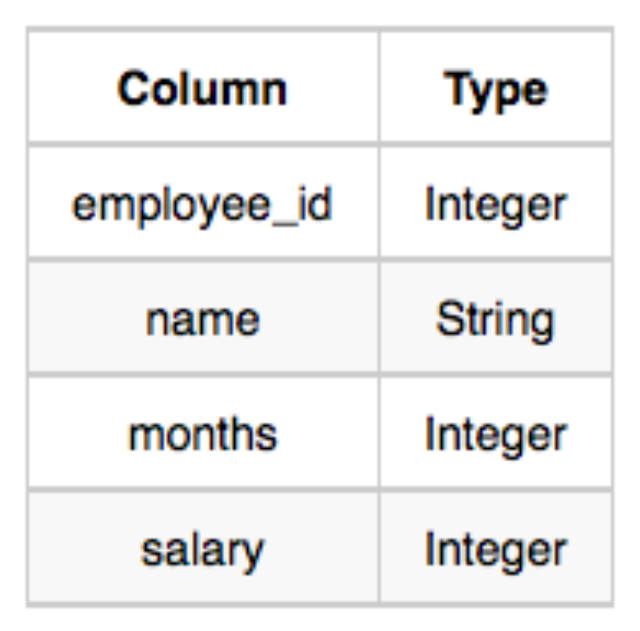 Column Type
employee_id Integer
name String
months Integer
salary Integer